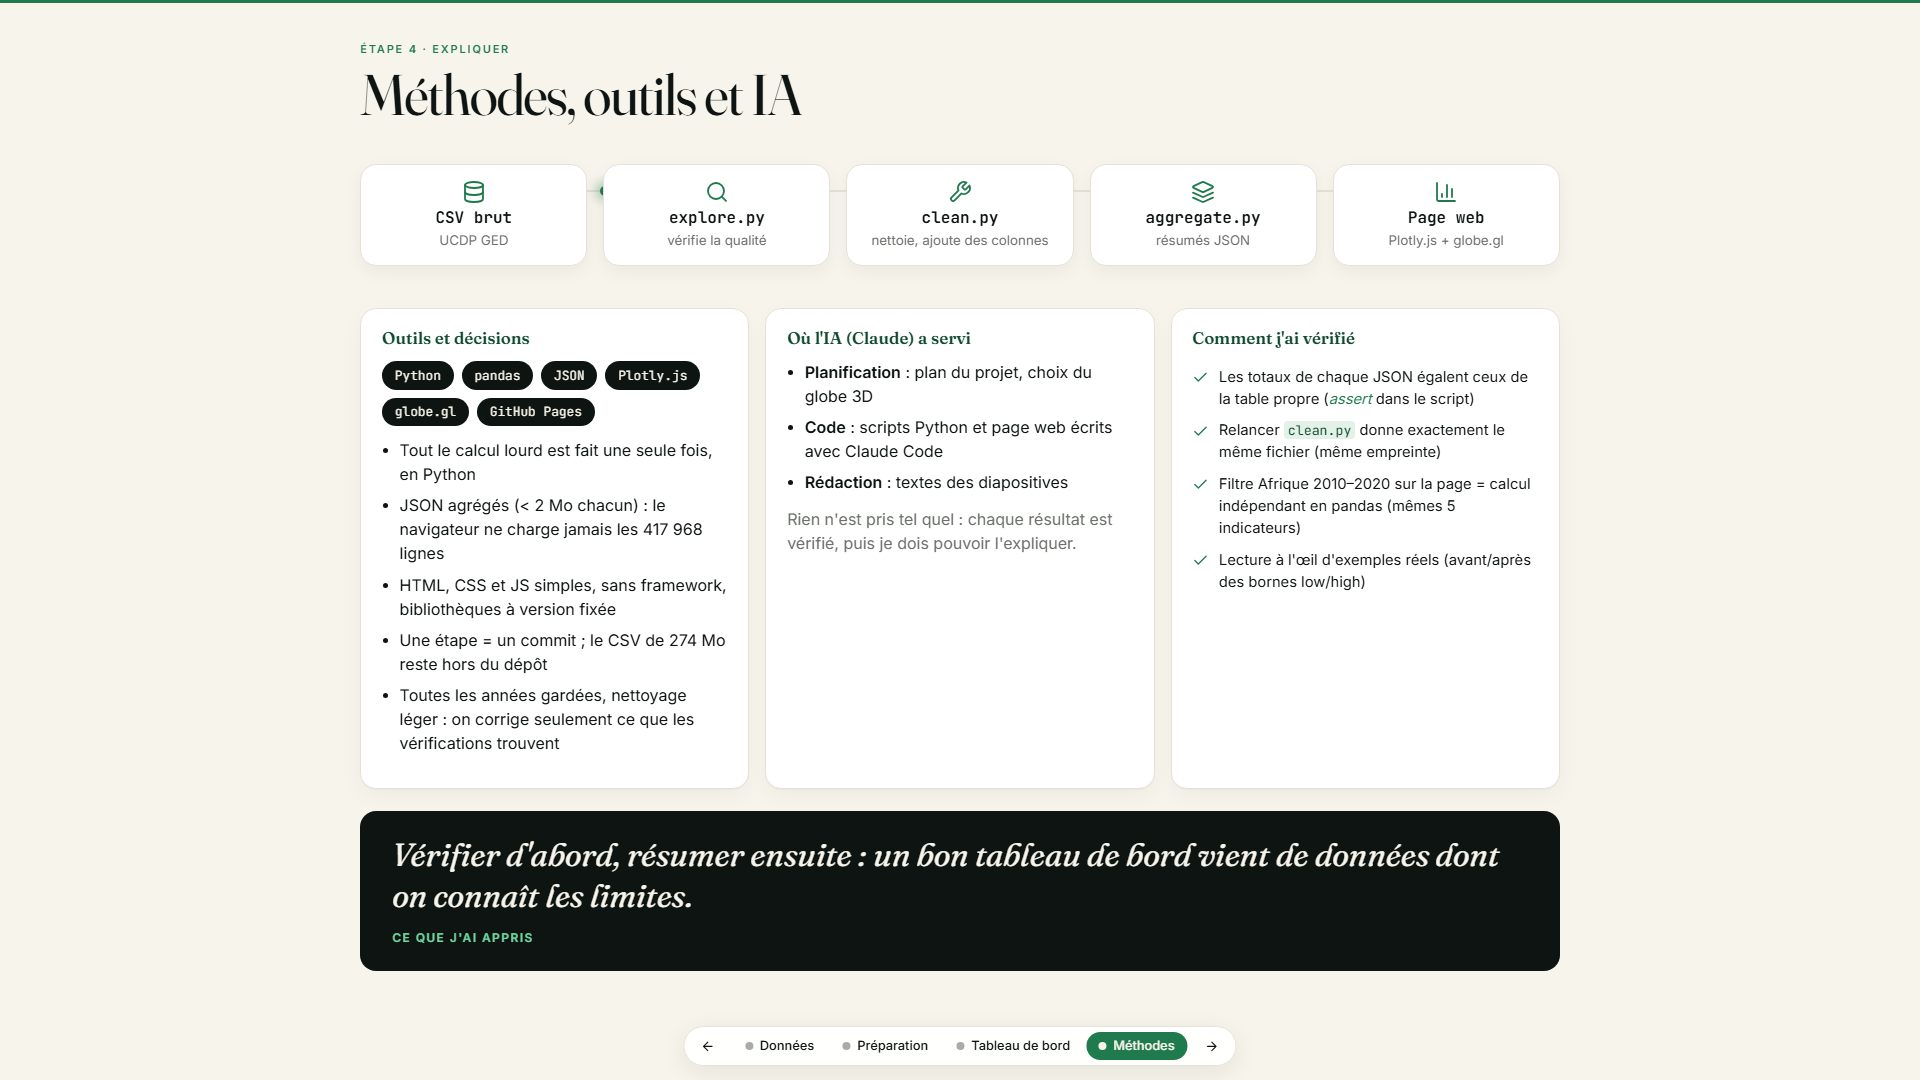 ÉTAPE 4 · EXPLIQUER
Méthodes, outils et IA
CSV brut
UCDP GED
explore.py
vérifie la qualité
clean.py
nettoie, ajoute des colonnes
aggregate.py
résumés JSON
Page web
Plotly.js + globe.gl
Outils et décisions
Python
pandas
JSON
Plotly.js
globe.gl
GitHub Pages
• Tout le calcul lourd est fait une seule fois,
en Python
• JSON agrégés (< 2 Mo chacun) : le
navigateur ne charge jamais les 417 968
lignes
• HTML, CSS et JS simples, sans framework,
bibliothèques à version fixée
• Une étape = un commit ; le CSV de 274 Mo
reste hors du dépôt
• Toutes les années gardées, nettoyage
léger : on corrige seulement ce que les
vérifications trouvent
Où l'IA (Claude) a servi
• Planification : plan du projet, choix du
globe 3D
• Code : scripts Python et page web écrits
avec Claude Code
• Rédaction : textes des diapositives
Rien n'est pris tel quel : chaque résultat est
vérifié, puis je dois pouvoir l'expliquer.
Comment j'ai vérifié
Les totaux de chaque JSON égalent ceux de
la table propre (assert dans le script)
Relancer clean.py donne exactement le
même fichier (même empreinte)
Filtre Afrique 2010–2020 sur la page = calcul
indépendant en pandas (mêmes 5
indicateurs)
Lecture à l'œil d'exemples réels (avant/après
des bornes low/high)
Vérifier d'abord, résumer ensuite : un bon tableau de bord vient de données dont
on connaît les limites.
CE QUE J'AI APPRIS
← Données Préparation Tableau de bord Méthodes →